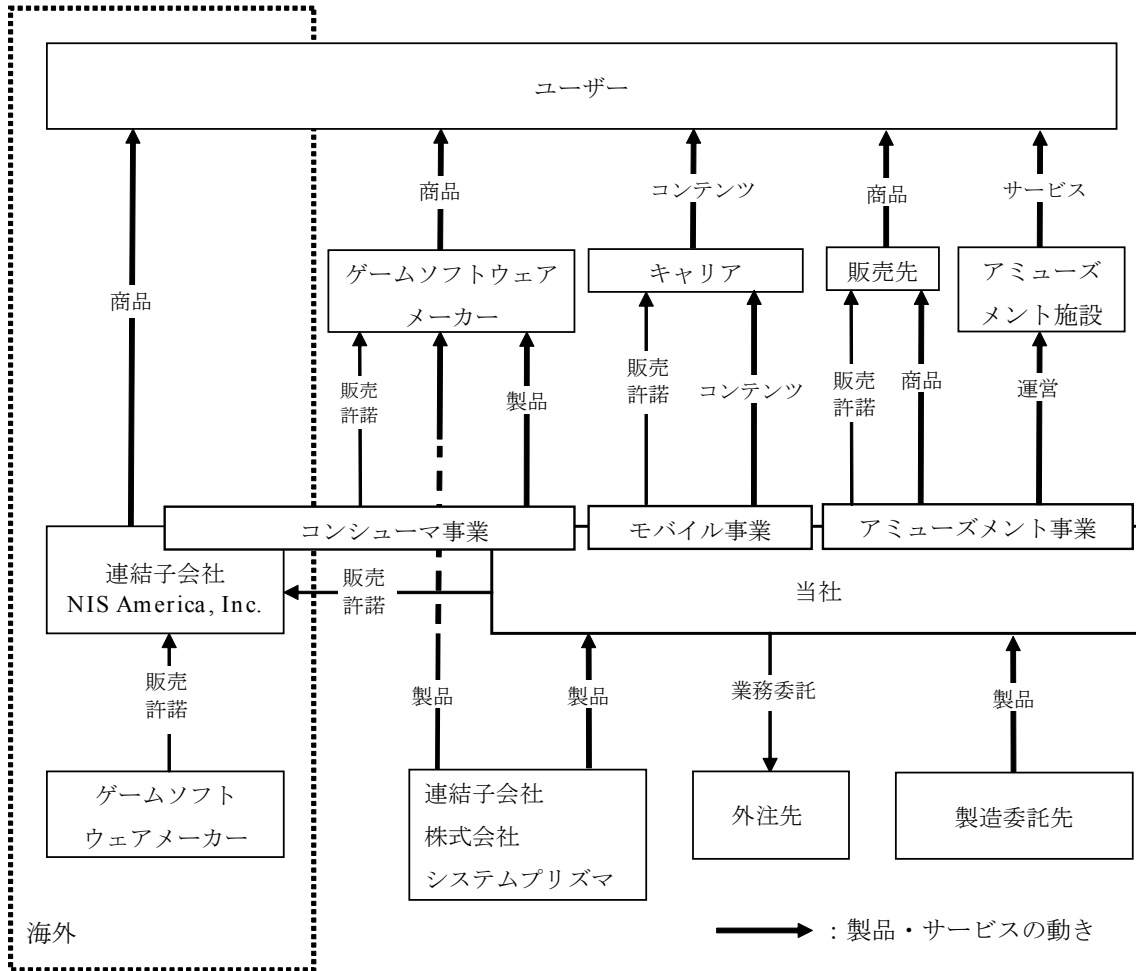 ユーザー
商品
コンテンツ
商品
サービス
ゲームソフトウェア
メーカー
キャリア
販売先
アミューズ
メント施設
商品
販売
許諾
製品
販売
許諾
コンテンツ
販売
許諾
商品
運営
コンシューマ事業
モバイル事業
アミューズメント事業
連結子会社
NIS America, Inc.
販売
許諾
当社
販売
許諾
製品
製品
業務委託
製品
ゲームソフト
ウェアメーカー
連結子会社
株式会社
システムプリズマ
外注先
製造委託先
海外
：製品・サービスの動き